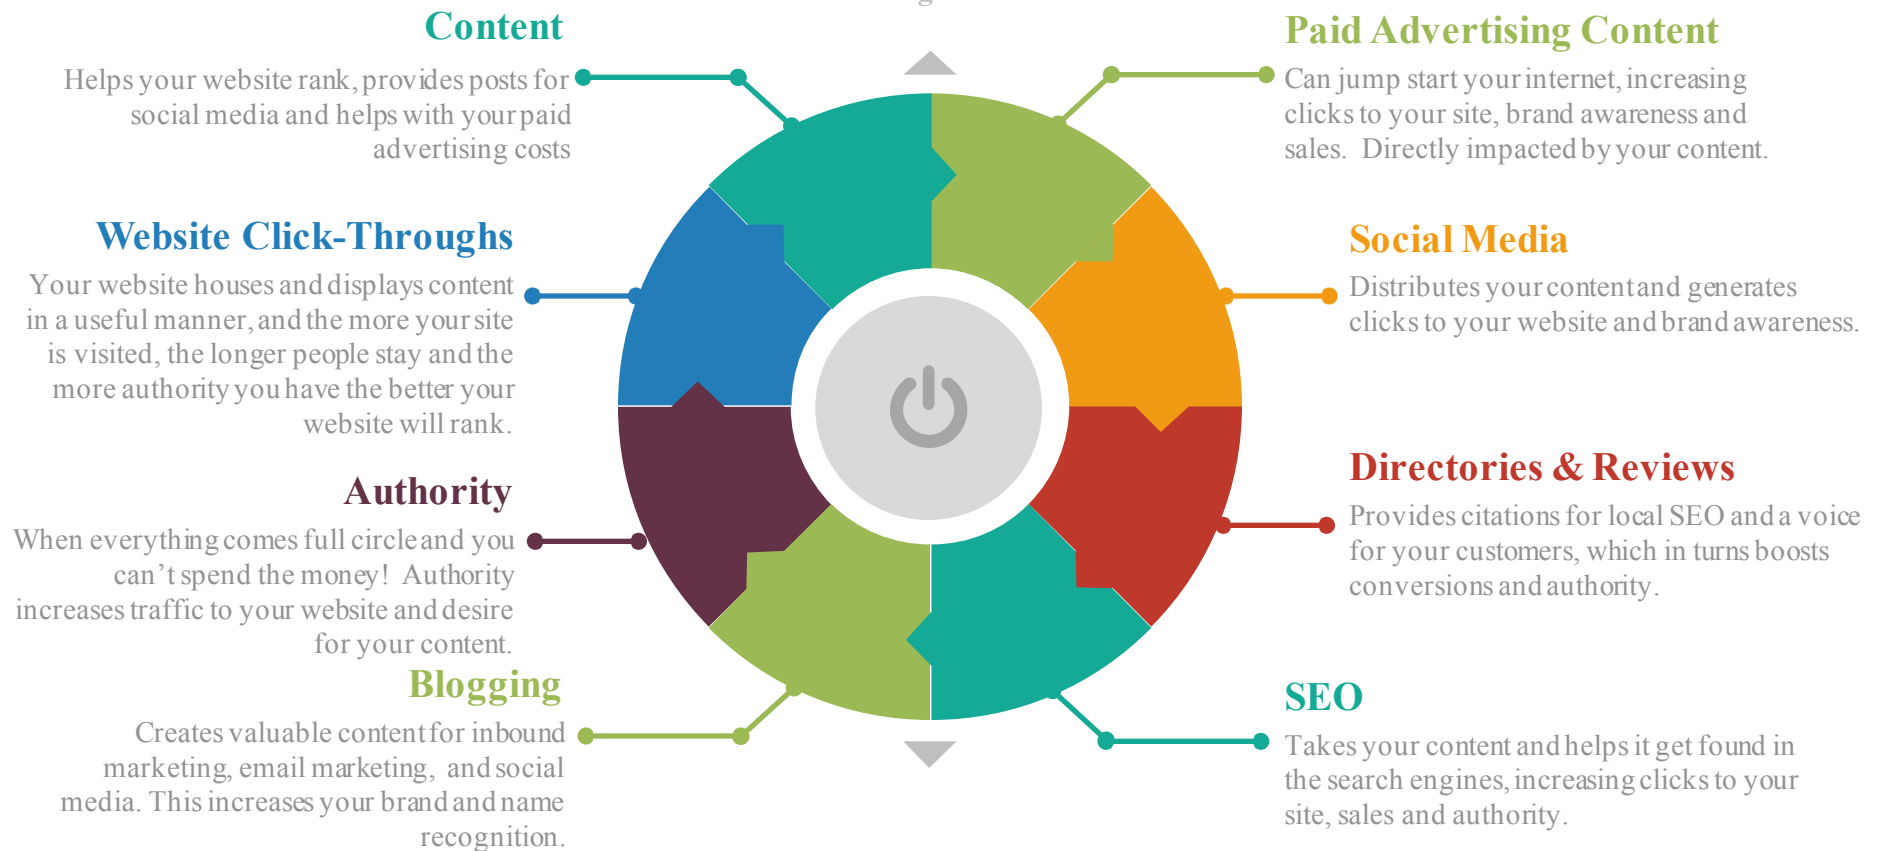 Content
Helps your website rank, provides posts for
social media and helps with your paid
advertising costs
Website Click-Throughs
Your website houses and displays content
in a useful manner, and the more your site
is visited, the longer people stay and the
more authority you have the better your
website will rank.
Authority
When everything comes full circle and you
can’t spend the money!  Authority
increases traffic to your website and desire
for your content.
Blogging
Creates valuable content for inbound
marketing, email marketing,  and social
media. This increases your brand and name
recognition.
Paid Advertising Content
Can jump start your internet, increasing
clicks to your site, brand awareness and
sales.  Directly impacted by your content.
Social Media
Distributes your content and generates
clicks to your website and brand awareness.
Directories & Reviews
Provides citations for local SEO and a voice
for your customers, which in turns boosts
conversions and authority.
SEO
Takes your content and helps it get found in
the search engines, increasing clicks to your
site, sales and authority.